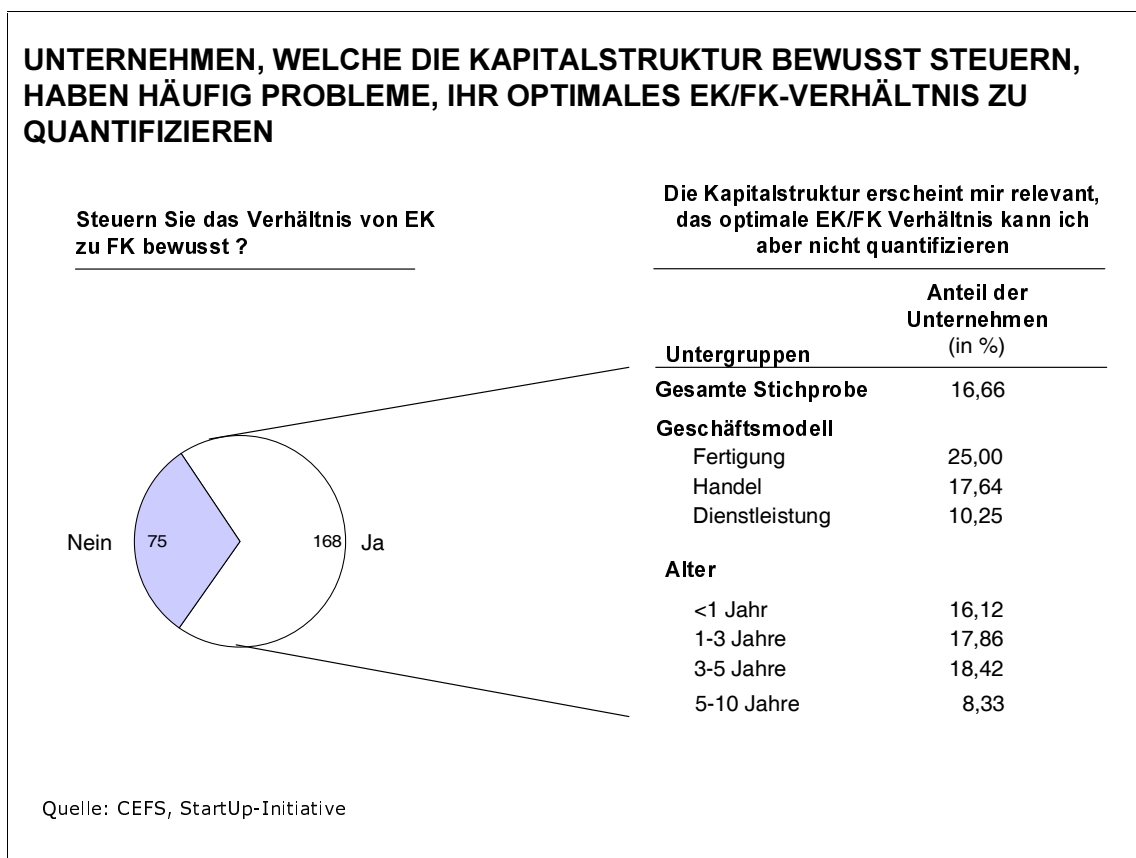 UNTERNEHMEN, WELCHE DIE KAPITALSTRUKTUR BEWUSST STEUERN,
HABEN HÄUFIG PROBLEME, IHR OPTIMALES EK/FK-VERHÄLTNIS ZU
QUANTIFIZIEREN
Steuern Sie das Verhältnis von EK
zu FK bewusst ?
Nein
75
168
Ja
Die Kapitalstruktur erscheint mir relevant,
das optimale EK/FK Verhältnis kann ich
aber nicht quantifizieren
Anteil der
Unternehmen
Untergruppen (in %)
Gesamte Stichprobe 16,66
Geschäftsmodell
Fertigung 25,00
Handel 17,64
Dienstleistung 10,25
Alter
<1 Jahr 16,12
1-3 Jahre 17,86
3-5 Jahre 18,42
5-10 Jahre 8,33
Quelle: CEFS, StartUp-Initiative